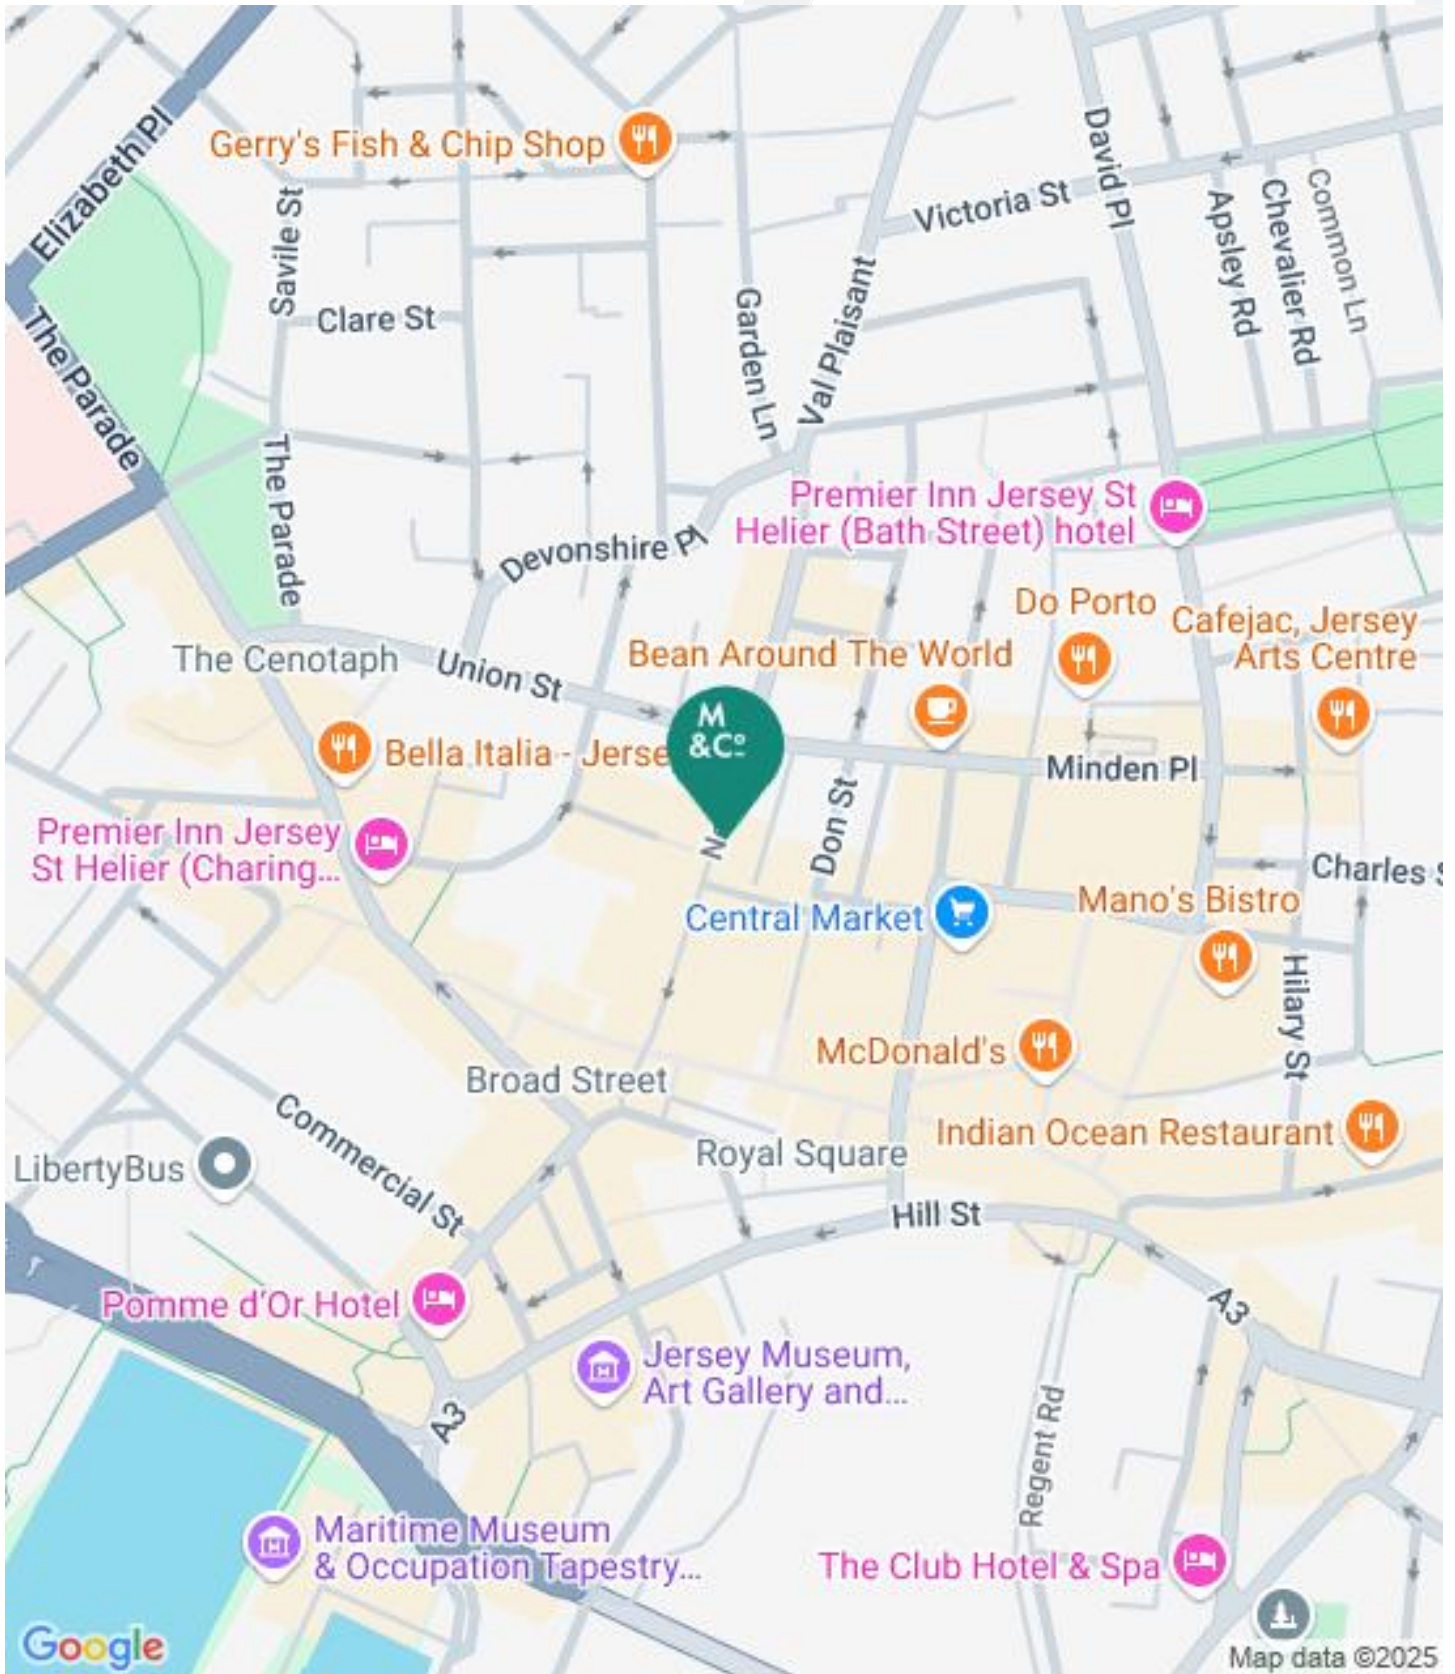 Elizabeth Pl
Gerry's Fish & Chip Shop
David Pl
Victoria St
Apsley Rd
Chevalier Rd
Common Ln
Savile St
Clare St
Garden Ln
Val Plaisant
The Parade
The Parade
Premier Inn Jersey St
Helier (Bath Street) hotel
Devonshire Pl
Do Porto
Cafejac, Jersey
Arts Centre
The Cenotaph
Union St
Bean Around The World
M
&Co
Bella Italia - Jerse
Minden Pl
Don St
N
Premier Inn Jersey
St Helier (Charing...
Charles S
Central Market
Mano's Bistro
Hilary St
McDonald's
Broad Street
Commercial St
Royal Square
Indian Ocean Restaurant
LibertyBus
Hill St
Pomme d'Or Hotel
A3
Jersey Museum,
Art Gallery and...
A3
Regent Rd
Maritime Museum
& Occupation Tapestry...
The Club Hotel & Spa
Google
Map data ©2025